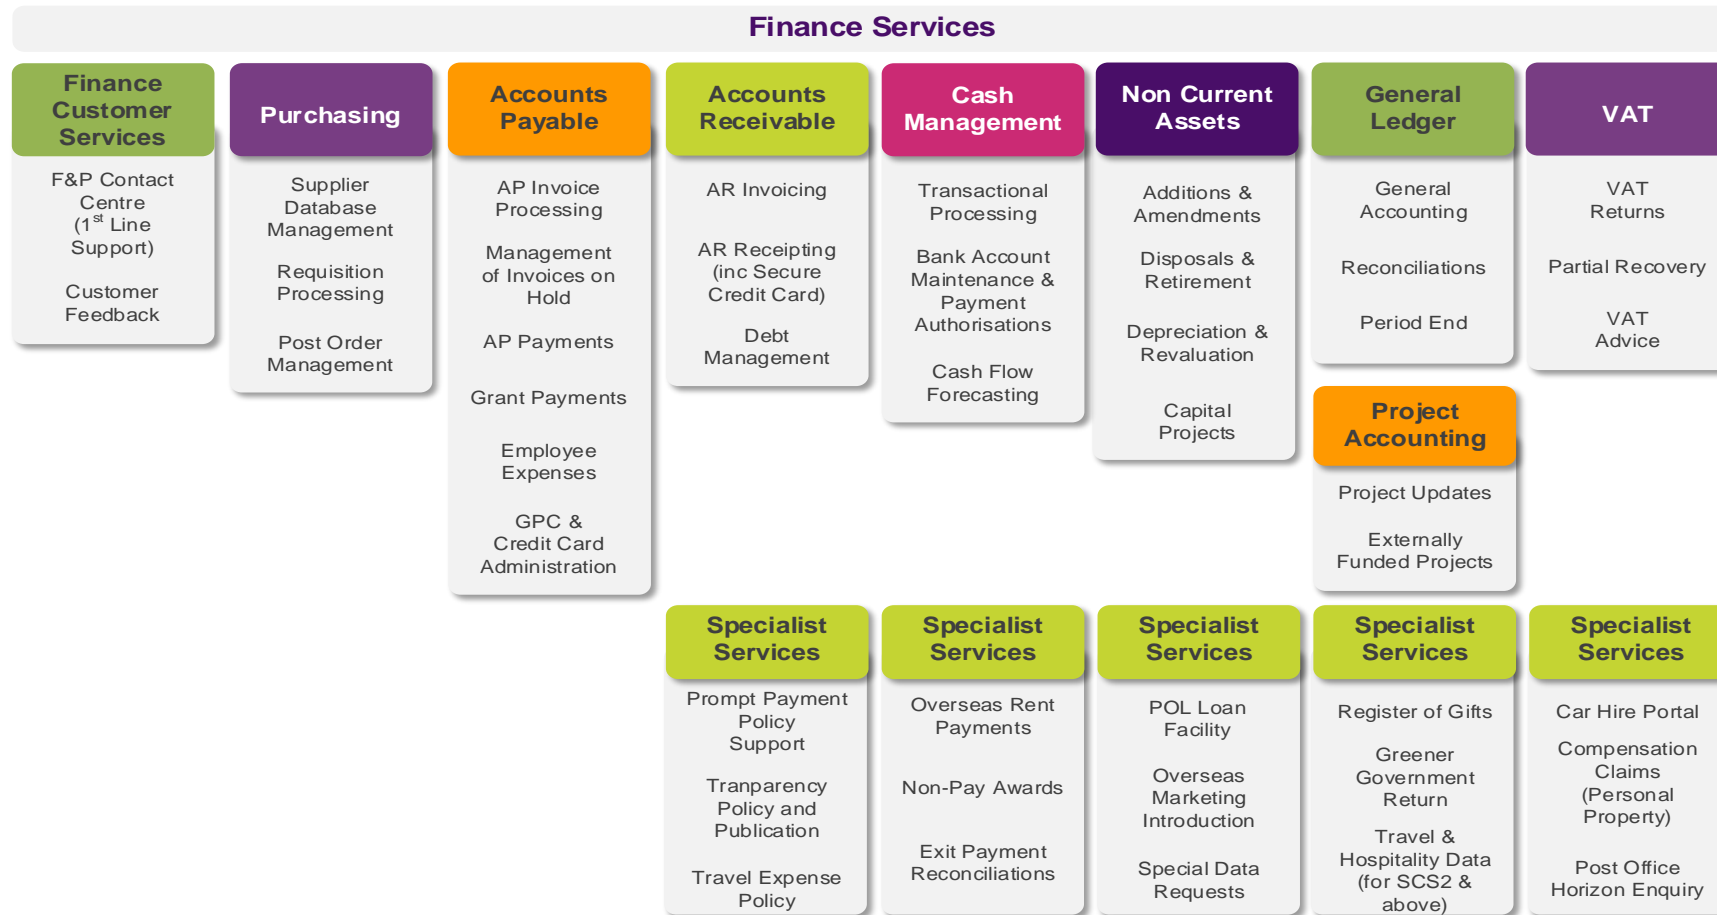 Finance Services
Finance
Customer
Services
F&P Contact
Centre
(1st Line
Support)
Customer
Feedback
Purchasing
Supplier
Database
Management
Requisition
Processing
Post Order
Management
Accounts
Payable
AP Invoice
Processing
Management
of Invoices on
Hold
AP Payments
Grant Payments
Employee
Expenses
GPC &
Credit Card
Administration
Accounts
Receivable
AR Invoicing
AR Receipting
(inc Secure
Credit Card)
Debt
Management
Cash
Management
Transactional
Processing
Bank Account
Maintenance &
Payment
Authorisations
Cash Flow
Forecasting
Non Current
Assets
Additions &
Amendments
Disposals &
Retirement
Depreciation &
Revaluation
Capital
Projects
General
Ledger
General
Accounting
Reconciliations
Period End
Project
Accounting
Project Updates
Externally
Funded Projects
VAT
VAT
Returns
Partial Recovery
VAT
Advice
Specialist
Services
Prompt Payment
Policy
Support
Tranparency
Policy and
Publication
Travel Expense
Policy
Specialist
Services
Overseas Rent
Payments
Non-Pay Awards
Exit Payment
Reconciliations
Specialist
Services
POL Loan
Facility
Overseas
Marketing
Introduction
Special Data
Requests
Specialist
Services
Register of Gifts
Greener
Government
Return
Travel &
Hospitality Data
(for SCS2 &
above)
Specialist
Services
Car Hire Portal
Compensation
Claims
(Personal
Property)
Post Office
Horizon Enquiry